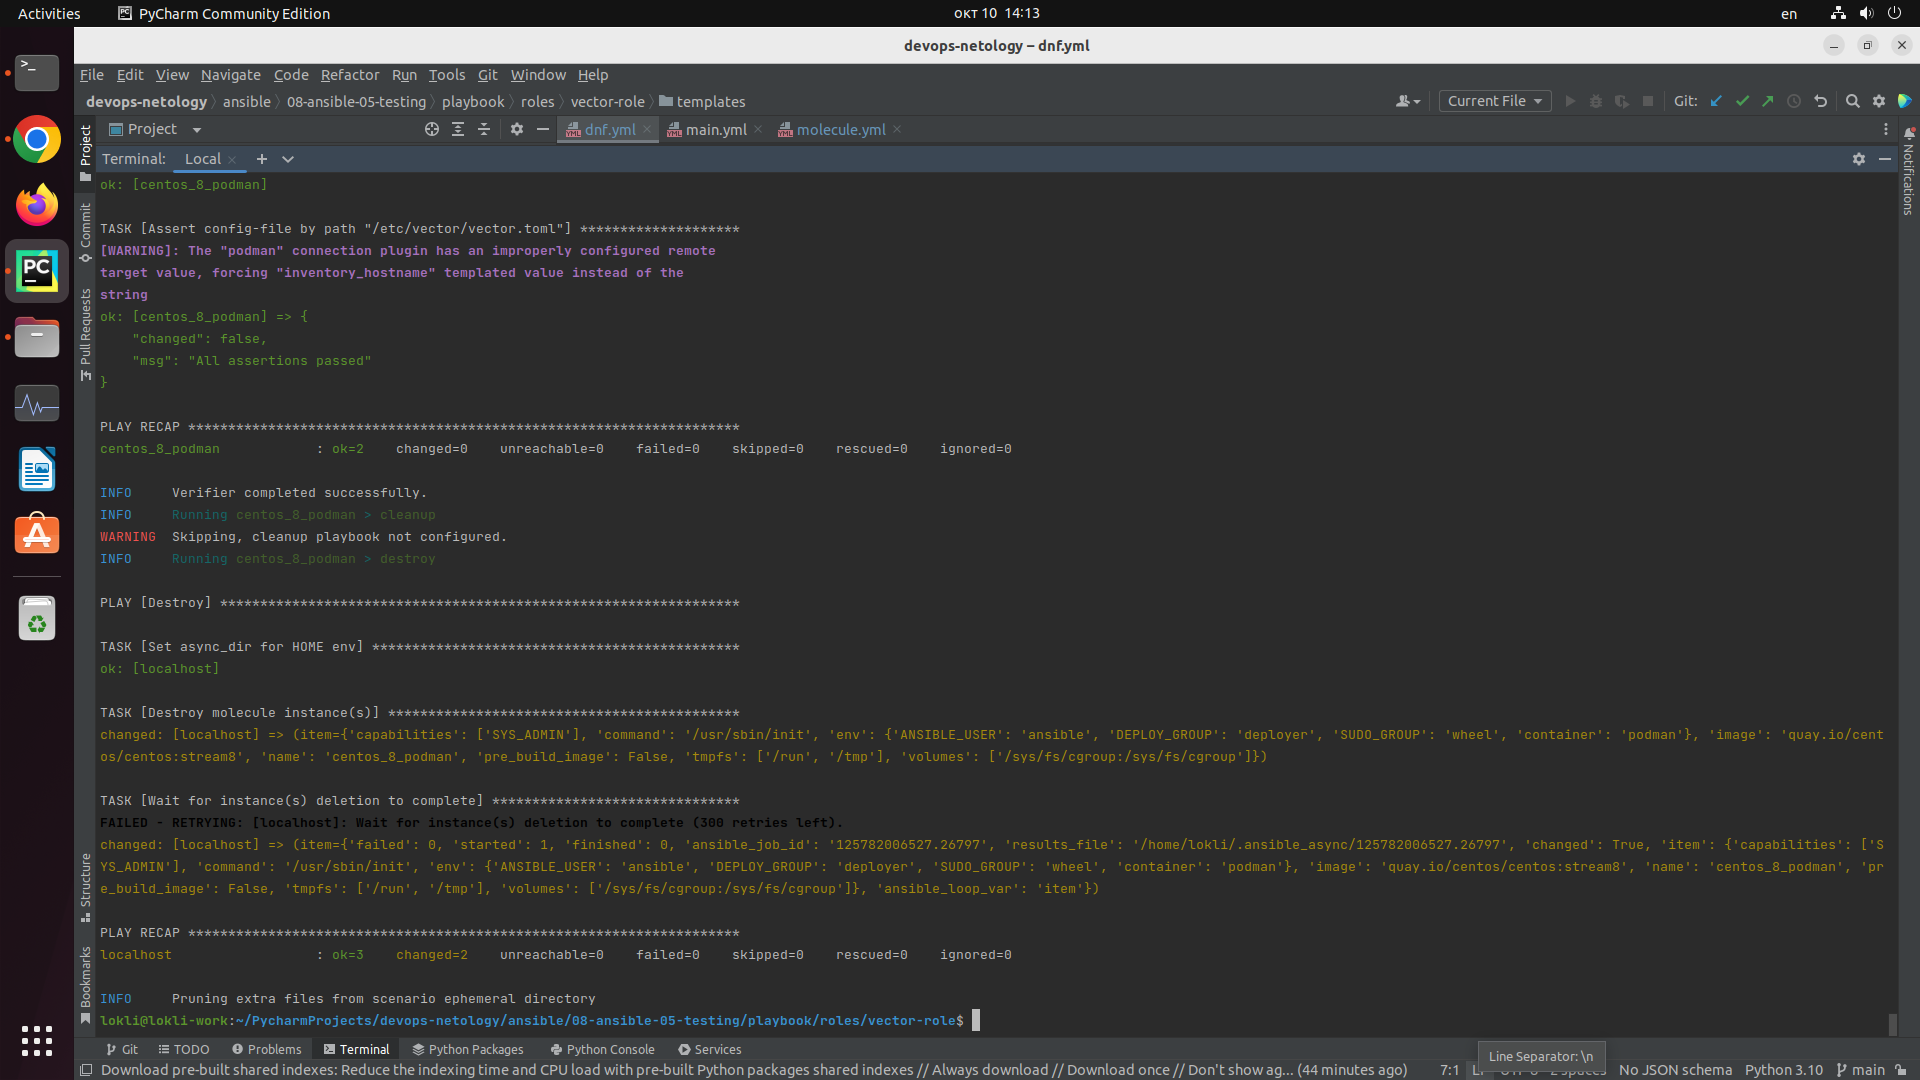 Activities PyCharm Community Edition окт 10 14:13 en
devops-netology – dnf.yml
File Edit View Navigate Code Refactor Run Tools Git Window Help
devops-netology ansible 08-ansible-05-testing playbook roles vector-role templates Current File Git:
Project dnf.yml main.yml molecule.yml
Terminal: Local
Project
Commit
Pull Requests
Structure
Bookmarks
Notifications
ok: [centos_8_podman]
TASK [Assert config-file by path "/etc/vector/vector.toml"] ********************
[WARNING]: The "podman" connection plugin has an improperly configured remote
target value, forcing "inventory_hostname" templated value instead of the
string
ok: [centos_8_podman] => {
    "changed": false,
    "msg": "All assertions passed"
}
PLAY RECAP *********************************************************************
centos_8_podman            : ok=2    changed=0    unreachable=0    failed=0    skipped=0    rescued=0    ignored=0
INFO     Verifier completed successfully.
INFO     Running centos_8_podman > cleanup
WARNING  Skipping, cleanup playbook not configured.
INFO     Running centos_8_podman > destroy
PLAY [Destroy] *****************************************************************
TASK [Set async_dir for HOME env] **********************************************
ok: [localhost]
TASK [Destroy molecule instance(s)] ********************************************
changed: [localhost] => (item={'capabilities': ['SYS_ADMIN'], 'command': '/usr/sbin/init', 'env': {'ANSIBLE_USER': 'ansible', 'DEPLOY_GROUP': 'deployer', 'SUDO_GROUP': 'wheel', 'container': 'podman'}, 'image': 'quay.io/cent
os/centos:stream8', 'name': 'centos_8_podman', 'pre_build_image': False, 'tmpfs': ['/run', '/tmp'], 'volumes': ['/sys/fs/cgroup:/sys/fs/cgroup']})
TASK [Wait for instance(s) deletion to complete] *******************************
FAILED - RETRYING: [localhost]: Wait for instance(s) deletion to complete (300 retries left).
changed: [localhost] => (item={'failed': 0, 'started': 1, 'finished': 0, 'ansible_job_id': '125782006527.26797', 'results_file': '/home/lokli/.ansible_async/125782006527.26797', 'changed': True, 'item': {'capabilities': ['S
YS_ADMIN'], 'command': '/usr/sbin/init', 'env': {'ANSIBLE_USER': 'ansible', 'DEPLOY_GROUP': 'deployer', 'SUDO_GROUP': 'wheel', 'container': 'podman'}, 'image': 'quay.io/centos/centos:stream8', 'name': 'centos_8_podman', 'pr
e_build_image': False, 'tmpfs': ['/run', '/tmp'], 'volumes': ['/sys/fs/cgroup:/sys/fs/cgroup']}, 'ansible_loop_var': 'item'})
PLAY RECAP *********************************************************************
localhost                  : ok=3    changed=2    unreachable=0    failed=0    skipped=0    rescued=0    ignored=0
INFO     Pruning extra files from scenario ephemeral directory
lokli@lokli-work:~/PycharmProjects/devops-netology/ansible/08-ansible-05-testing/playbook/roles/vector-role$
Git TODO Problems Terminal Python Packages Python Console Services
Line Separator: \n
Download pre-built shared indexes: Reduce the indexing time and CPU load with pre-built Python packages shared indexes // Always download // Download once // Don't show ag... (44 minutes ago) 7:1 No JSON schema Python 3.10 main